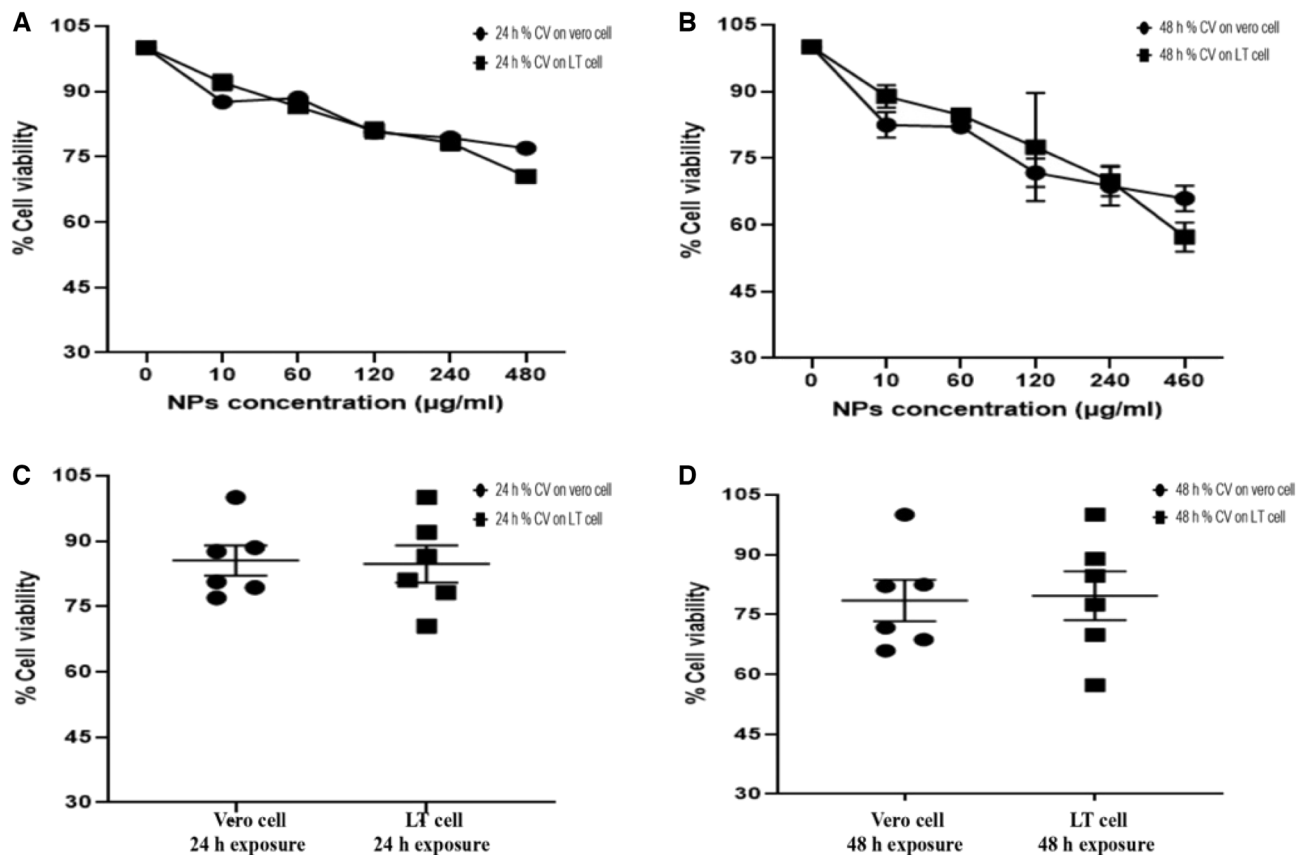 A
105
90
75
60
45
30
% Cell viability
24 h % CV on vero cell
24 h % CV on LT cell
0 10 60 120 240 480
NPs concentration (µg/ml)
B
105
90
75
60
45
30
% Cell viability
48 h % CV on vero cell
48 h % CV on LT cell
0 10 60 120 240 460
NPs concentration (µg/ml)
C
105
90
75
60
45
30
% Cell viability
24 h % CV on vero cell
24 h % CV on LT cell
Vero cell LT cell
24 h exposure 24 h exposure
D
105
90
75
60
45
30
% Cell viability
48 h % CV on vero cell
48 h % CV on LT cell
Vero cell LT cell
48 h exposure 48 h exposure